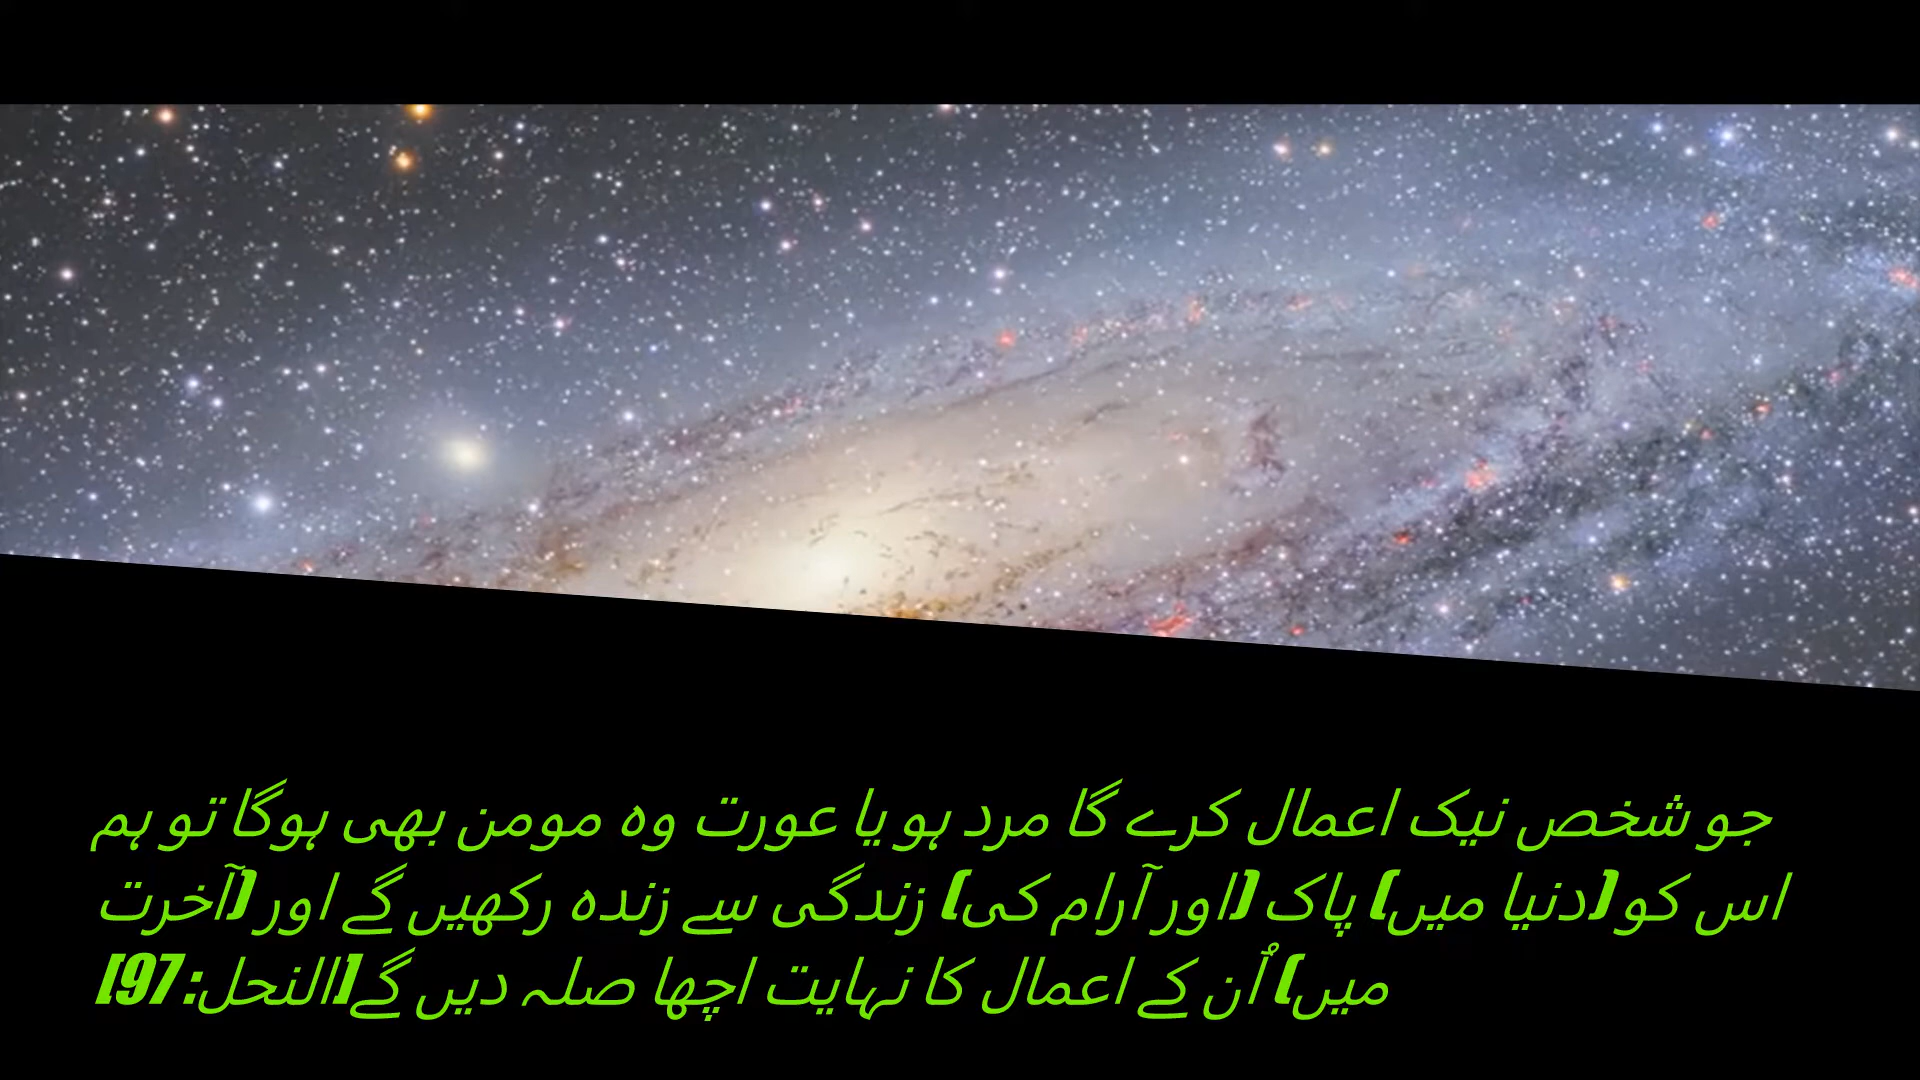 جو شخص نیک اعمال کرے گا مرد ہو یا عورت وہ مومن بھی ہوگا تو ہم
اس کو (دنیا میں) پاک (اور آرام کی) زندگی سے زندہ رکھیں گے اور (آخرت
میں) اُن کے اعمال کا نہایت اچھا صلہ دیں گے[النحل:97]